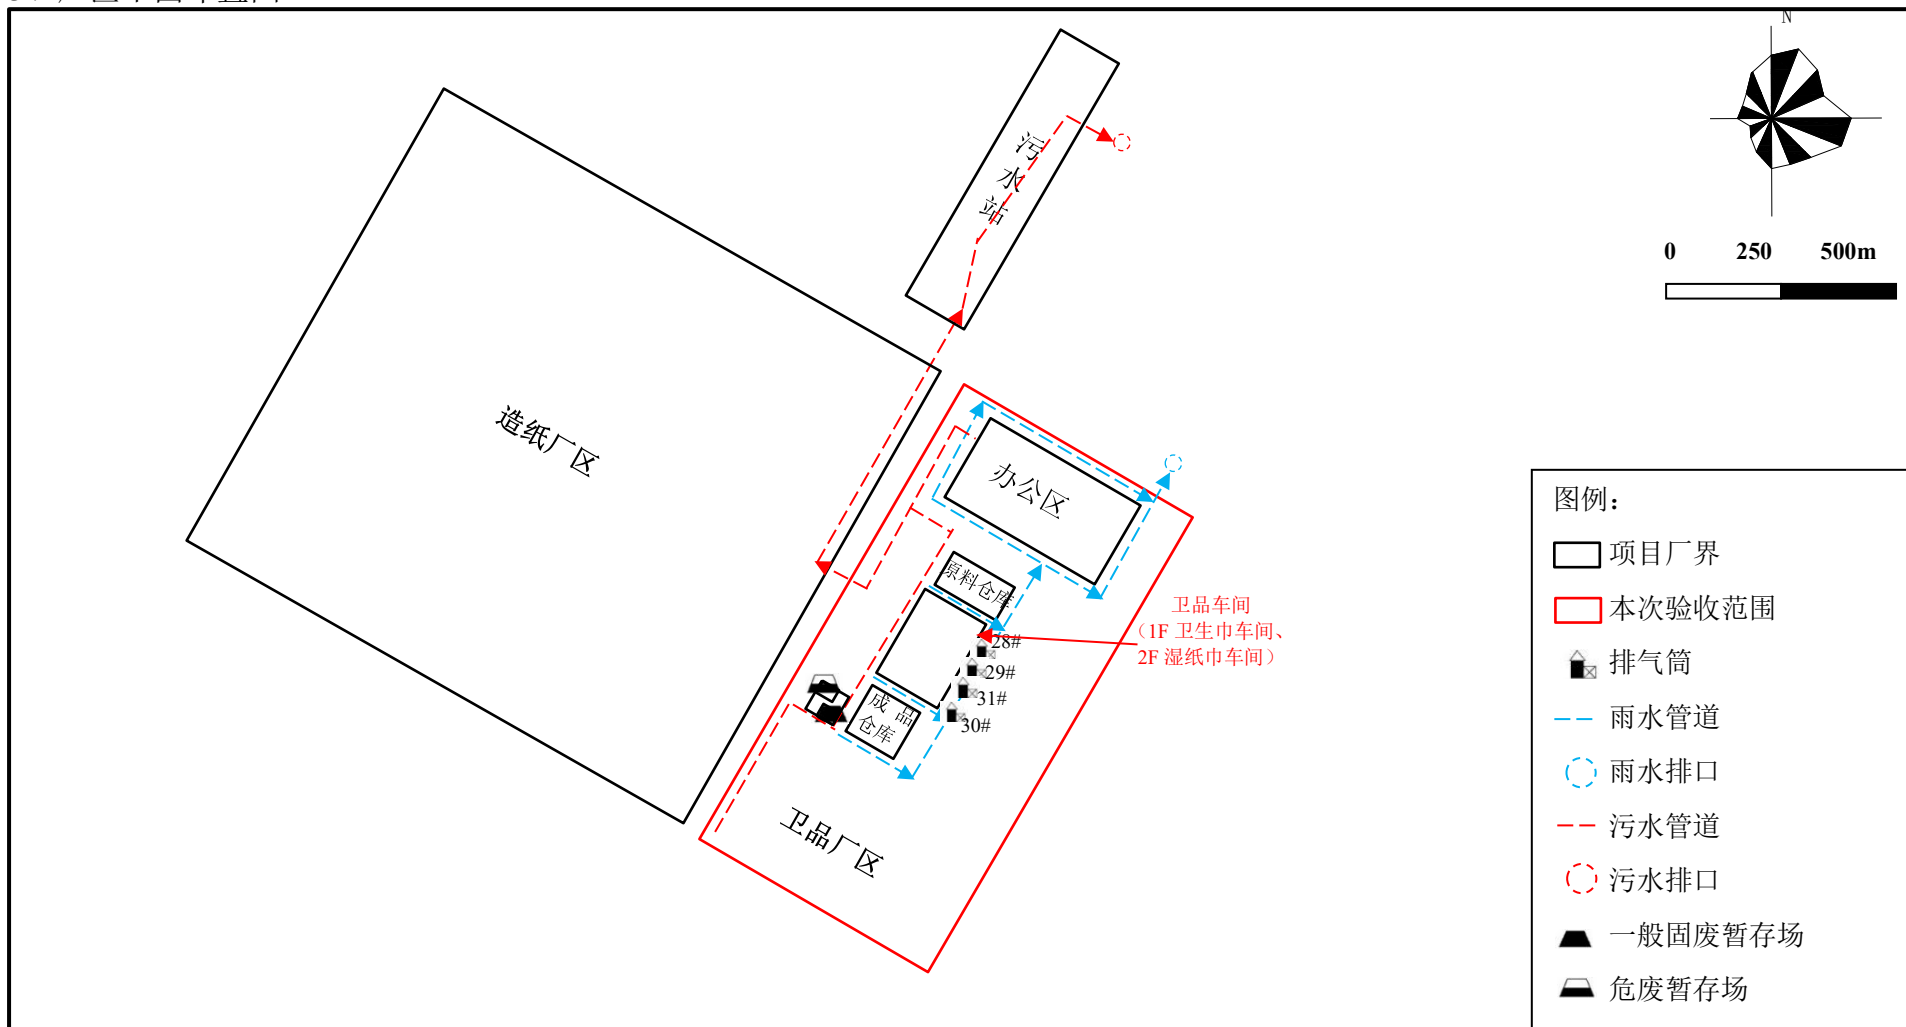 N
0 250 500m
污水站
造纸厂区
办公区
原料仓库
卫品车间
（1F 卫生巾车间、
2F 湿纸巾车间）
28#
29#
31#
30#
成品
仓库
卫品厂区
图例：
项目厂界
本次验收范围
排气筒
雨水管道
雨水排口
污水管道
污水排口
一般固废暂存场
危废暂存场